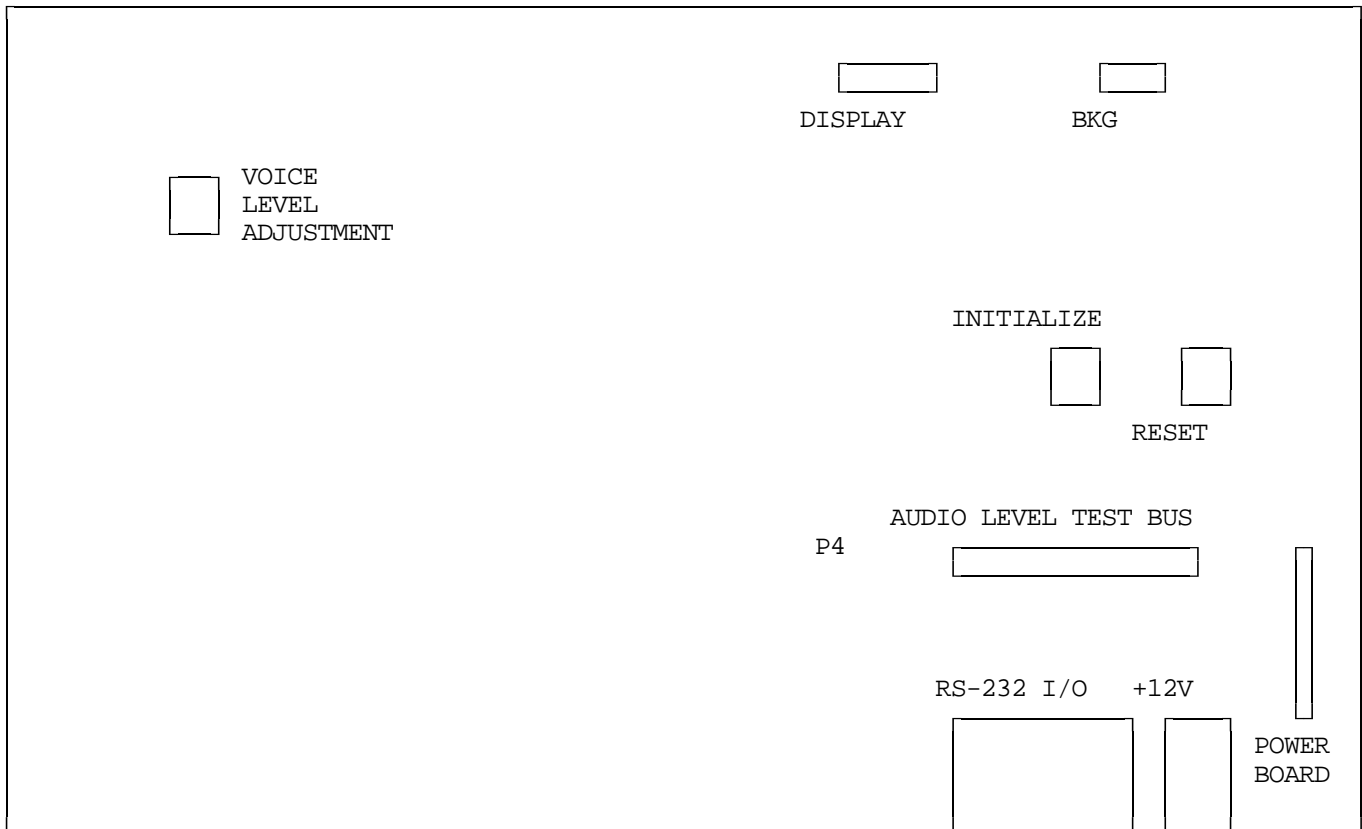 DISPLAY BKG
VOICE
LEVEL
ADJUSTMENT
INITIALIZE
RESET
AUDIO LEVEL TEST BUS
P4
RS-232 I/O +12V
POWER
BOARD